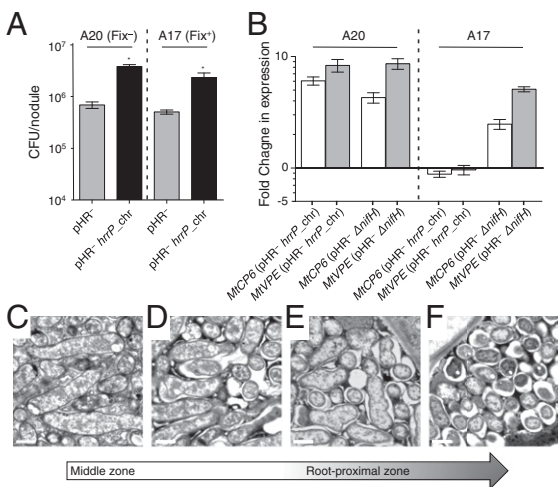 A
A20 (Fix⁻) A17 (Fix⁺)
CFU/nodule
10⁷
10⁶
10⁵
10⁴
* *
pHR⁻
pHR⁻ hrrP_chr
pHR⁻
pHR⁻ hrrP_chr
B
A20 A17
Fold Chagne in expression
10
0
-5
MtCP6 (pHR⁻ hrrP_chr)
MtVPE (pHR⁻ hrrP_chr)
MtCP6 (pHR⁻ ΔnifH)
MtVPE (pHR⁻ ΔnifH)
MtCP6 (pHR⁻ hrrP_chr)
MtVPE (pHR⁻ hrrP_chr)
MtCP6 (pHR⁻ ΔnifH)
MtVPE (pHR⁻ ΔnifH)
C D E F
Middle zone Root-proximal zone